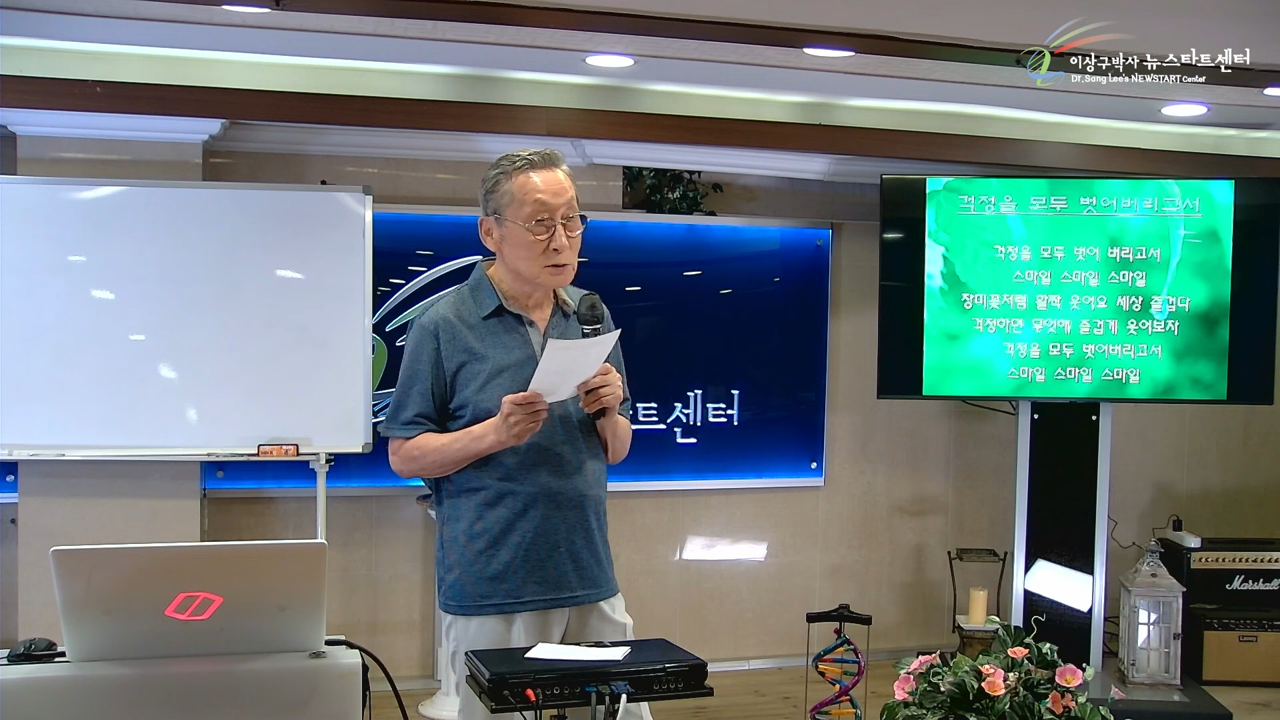 이상구박사 뉴스타트센터
Dr. Sang Lee's NEWSTART Center
걱정을 모두 벗어버리고서
걱정을 모두 벗어 버리고서
스마일 스마일 스마일
장미꽃처럼 활짝 웃어요 세상 즐겁다
걱정하면 무엇해 즐겁게 웃어보자
걱정을 모두 벗어버리고서
스마일 스마일 스마일
트센터
Marshall
Laney